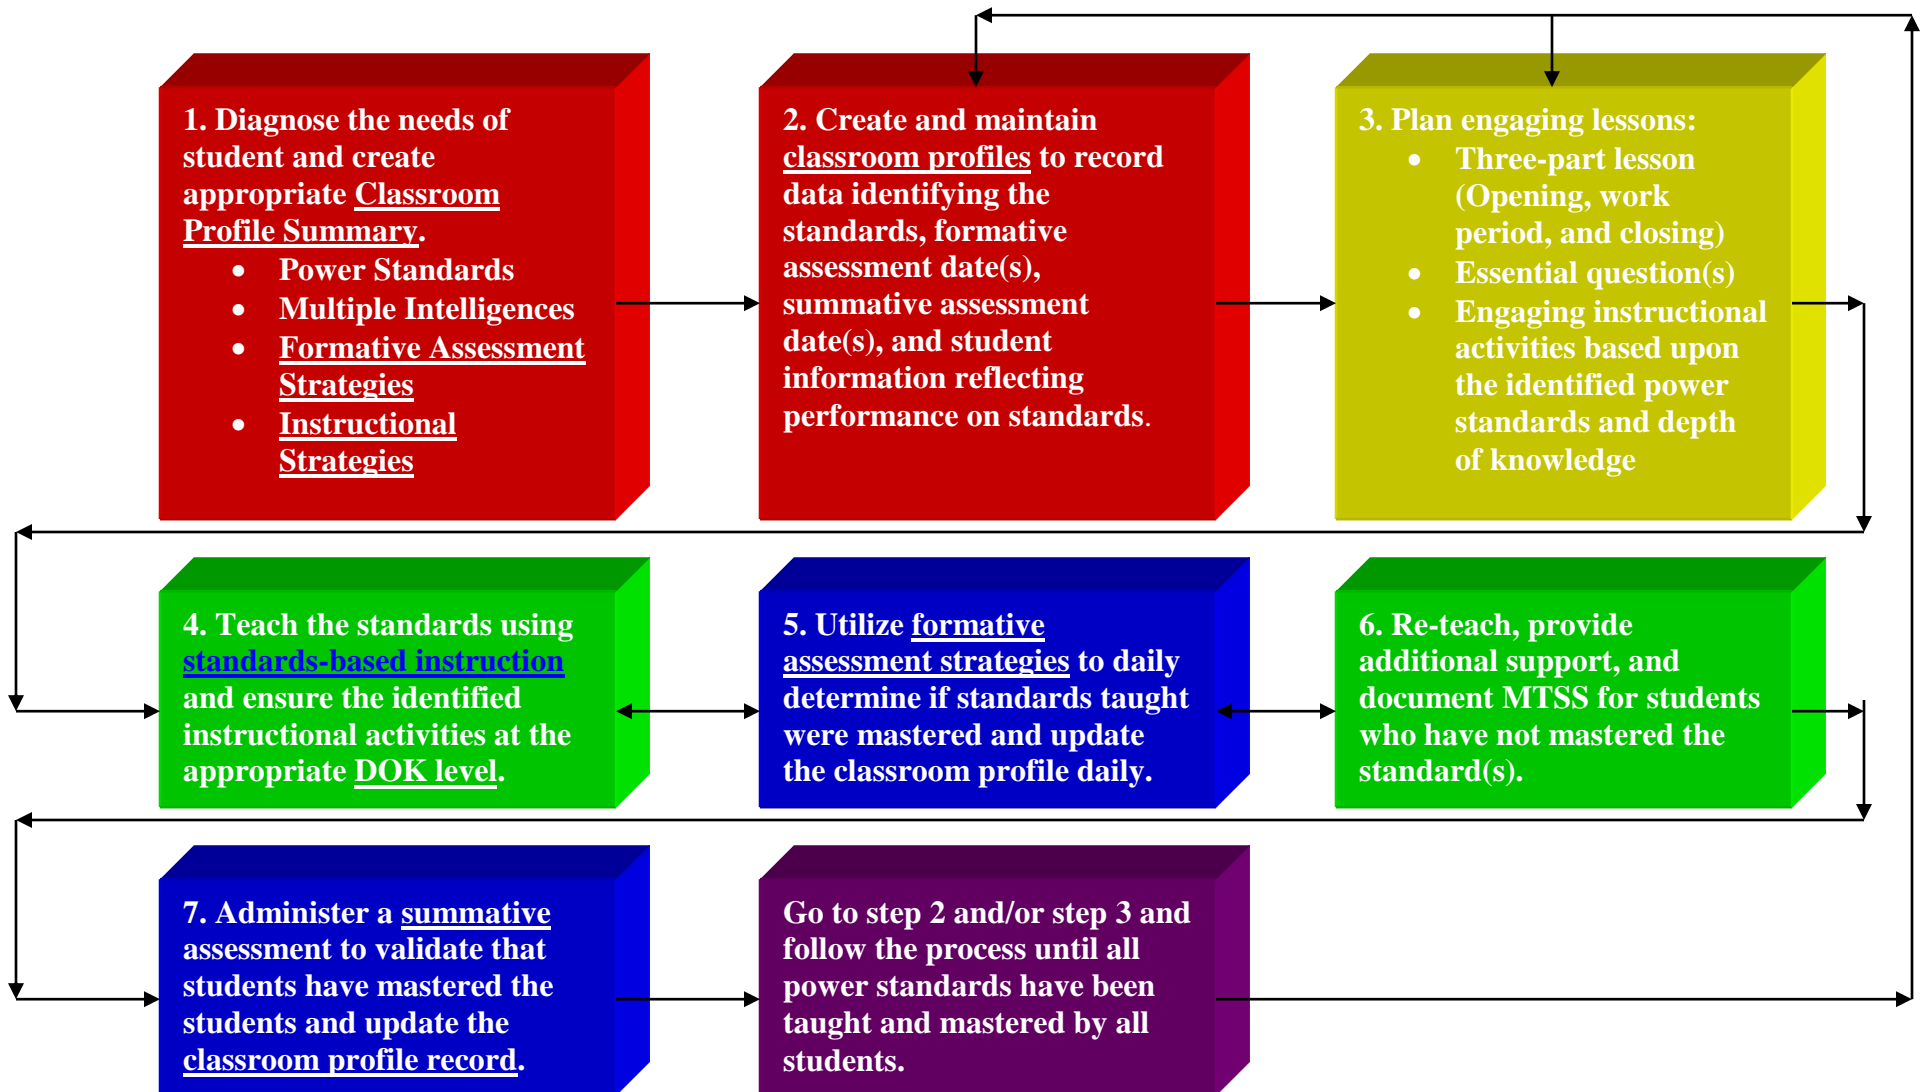 1. Diagnose the needs of
student and create
appropriate Classroom
Profile Summary.
• Power Standards
• Multiple Intelligences
• Formative Assessment
Strategies
• Instructional
Strategies
2. Create and maintain
classroom profiles to record
data identifying the
standards, formative
assessment date(s),
summative assessment
date(s), and student
information reflecting
performance on standards.
3. Plan engaging lessons:
• Three-part lesson
(Opening, work
period, and closing)
• Essential question(s)
• Engaging instructional
activities based upon
the identified power
standards and depth
of knowledge
4. Teach the standards using
standards-based instruction
and ensure the identified
instructional activities at the
appropriate DOK level.
5. Utilize formative
assessment strategies to daily
determine if standards taught
were mastered and update
the classroom profile daily.
6. Re-teach, provide
additional support, and
document MTSS for students
who have not mastered the
standard(s).
7. Administer a summative
assessment to validate that
students have mastered the
students and update the
classroom profile record.
Go to step 2 and/or step 3 and
follow the process until all
power standards have been
taught and mastered by all
students.